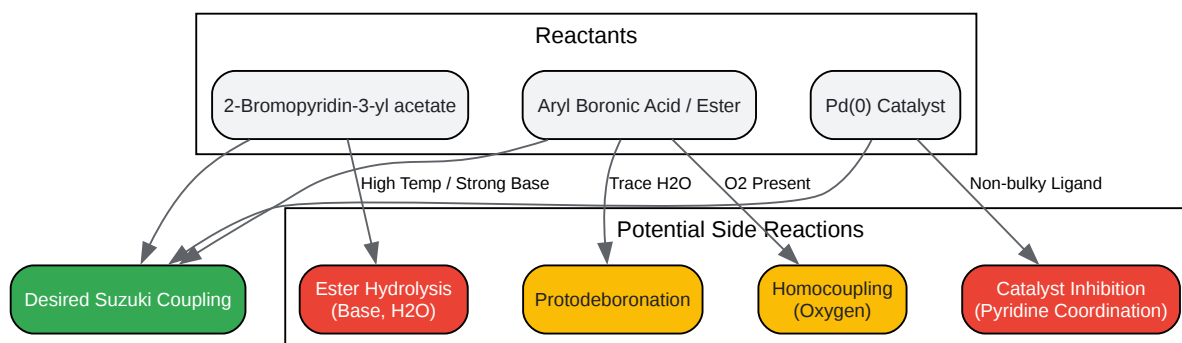 Reactants
2-Bromopyridin-3-yl acetate
Aryl Boronic Acid / Ester
Pd(0) Catalyst
High Temp / Strong Base
Trace H2O
O2 Present
Non-bulky Ligand
Potential Side Reactions
Desired Suzuki Coupling
Ester Hydrolysis
(Base, H2O)
Protodeboronation
Homocoupling
(Oxygen)
Catalyst Inhibition
(Pyridine Coordination)